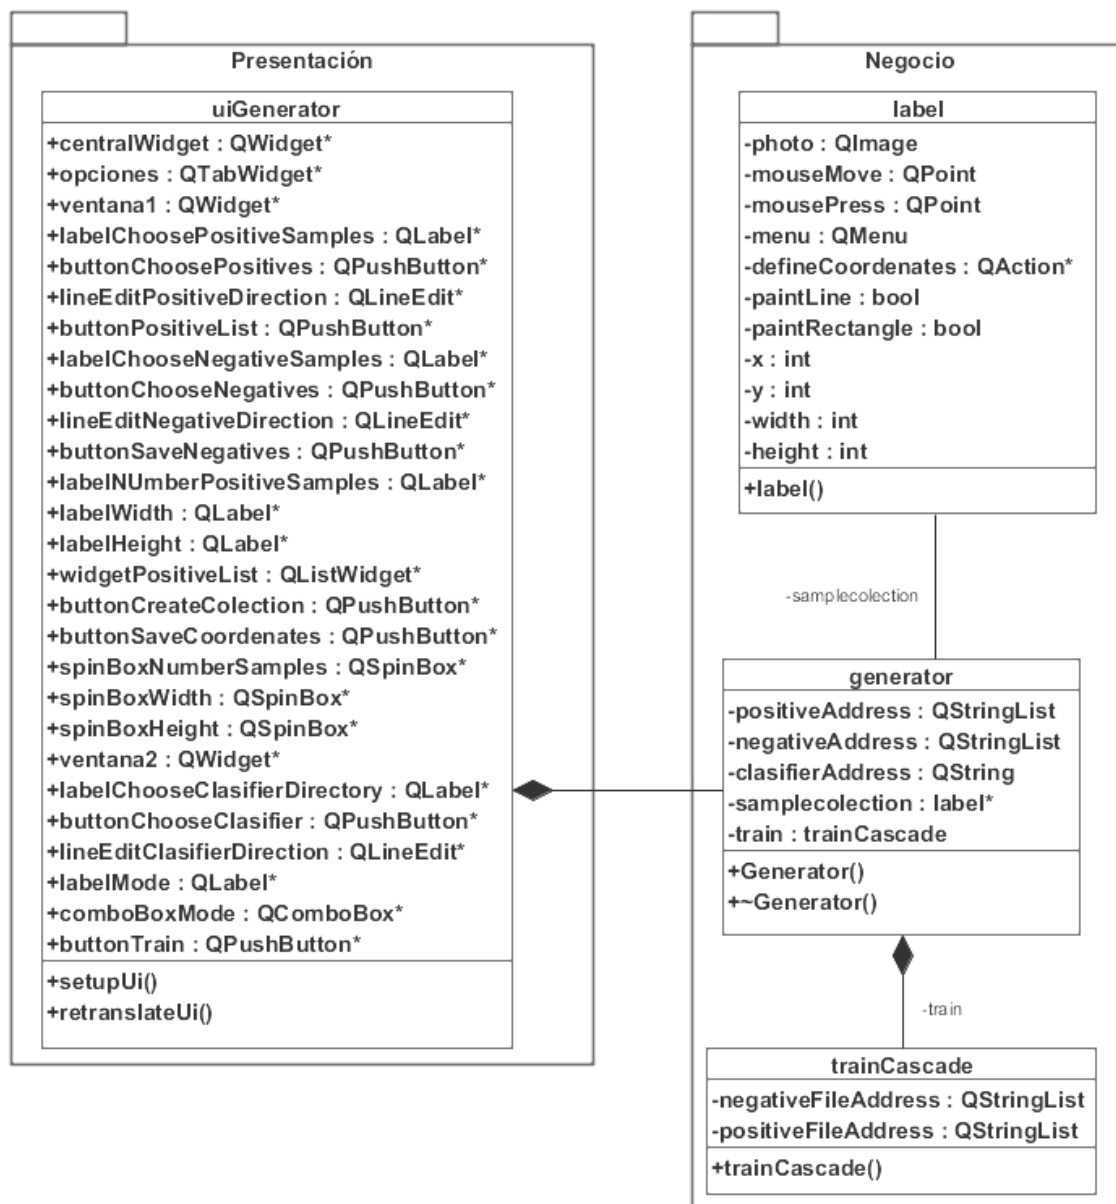 Presentación
uiGenerator
+centralWidget : QWidget*
+opciones : QTabWidget*
+ventana1 : QWidget*
+labelChoosePositiveSamples : QLabel*
+buttonChoosePositives : QPushButton*
+lineEditPositiveDirection : QLineEdit*
+buttonPositiveList : QPushButton*
+labelChooseNegativeSamples : QLabel*
+buttonChooseNegatives : QPushButton*
+lineEditNegativeDirection : QLineEdit*
+buttonSaveNegatives : QPushButton*
+labelNUmberPositiveSamples : QLabel*
+labelWidth : QLabel*
+labelHeight : QLabel*
+widgetPositiveList : QListWidget*
+buttonCreateColection : QPushButton*
+buttonSaveCoordenates : QPushButton*
+spinBoxNumberSamples : QSpinBox*
+spinBoxWidth : QSpinBox*
+spinBoxHeight : QSpinBox*
+ventana2 : QWidget*
+labelChooseClasifierDirectory : QLabel*
+buttonChooseClasifier : QPushButton*
+lineEditClasifierDirection : QLineEdit*
+labelMode : QLabel*
+comboBoxMode : QComboBox*
+buttonTrain : QPushButton*
+setupUi()
+retranslateUi()
Negocio
label
-photo : QImage
-mouseMove : QPoint
-mousePress : QPoint
-menu : QMenu
-defineCoordenates : QAction*
-paintLine : bool
-paintRectangle : bool
-x : int
-y : int
-width : int
-height : int
+label()
-samplecolection
generator
-positiveAddress : QStringList
-negativeAddress : QStringList
-clasifierAddress : QString
-samplecolection : label*
-train : trainCascade
+Generator()
+~Generator()
-train
trainCascade
-negativeFileAddress : QStringList
-positiveFileAddress : QStringList
+trainCascade()